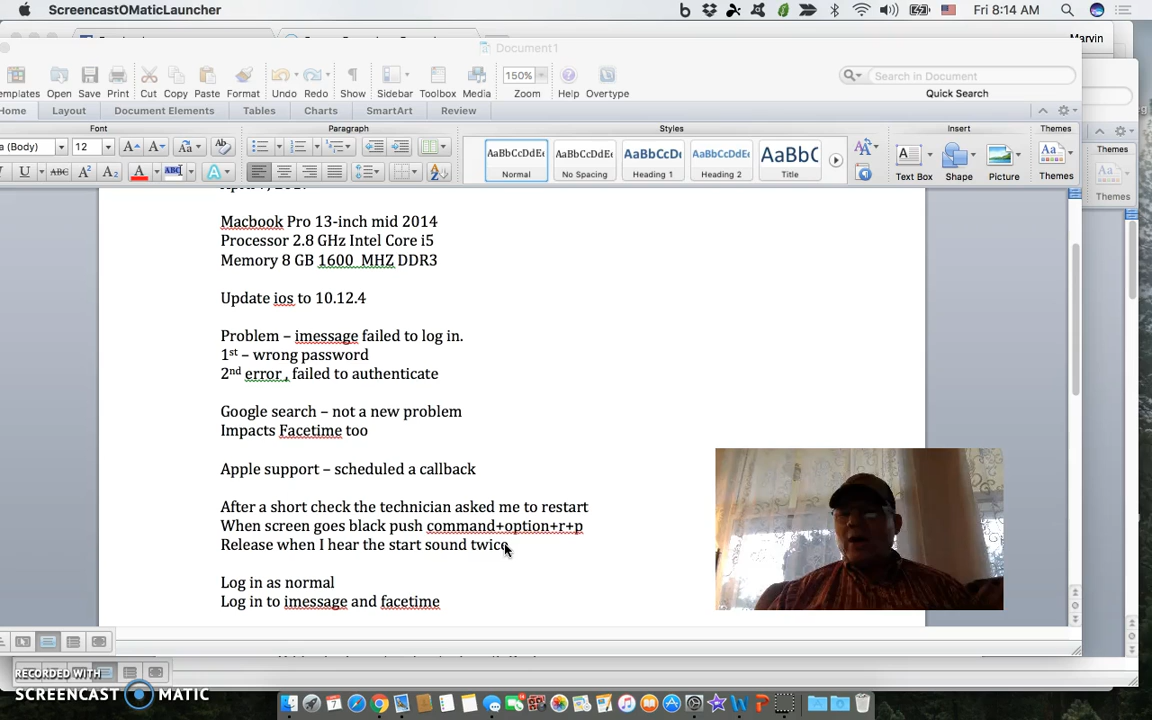 ScreencastOMaticLauncher
Fri 8:14 AM
Marvin
Document1
Open Save Print Cut Copy Paste Format Undo Redo Show Sidebar Toolbox Media
150%
Zoom Help Overtype
Search in Document
Quick Search
Home Layout Document Elements Tables Charts SmartArt Review
Font Paragraph Styles Insert Themes
(Body) 12
AaBbCcDdEe AaBbCcDdEe AaBbCcDc AaBbCcDdEe AaBbC
Normal No Spacing Heading 1 Heading 2 Title
Text Box Shape Picture Themes
Themes
Themes
Macbook Pro 13-inch mid 2014
Processor 2.8 GHz Intel Core i5
Memory 8 GB 1600 MHZ DDR3
Update ios to 10.12.4
Problem – imessage failed to log in.
1st – wrong password
2nd error , failed to authenticate
Google search – not a new problem
Impacts Facetime too
Apple support – scheduled a callback
After a short check the technician asked me to restart
When screen goes black push command+option+r+p
Release when I hear the start sound twice
Log in as normal
Log in to imessage and facetime
RECORDED WITH
SCREENCAST MATIC